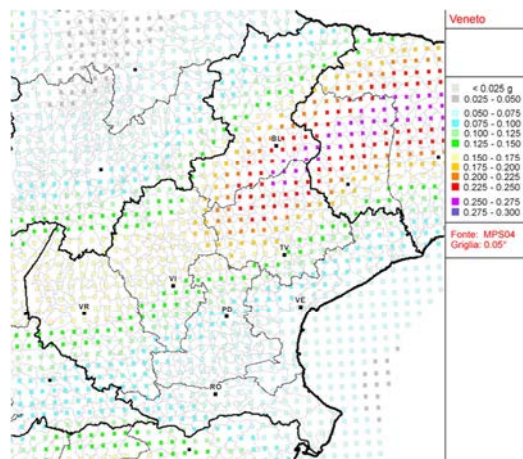 Veneto
< 0.025 g
0.025 - 0.050
0.050 - 0.075
0.075 - 0.100
0.100 - 0.125
0.125 - 0.150
0.150 - 0.175
0.175 - 0.200
0.200 - 0.225
0.225 - 0.250
0.250 - 0.275
0.275 - 0.300
Fonte: MPS04
Griglia: 0.05°
BL
TV
VI
VR
PD
VE
RO